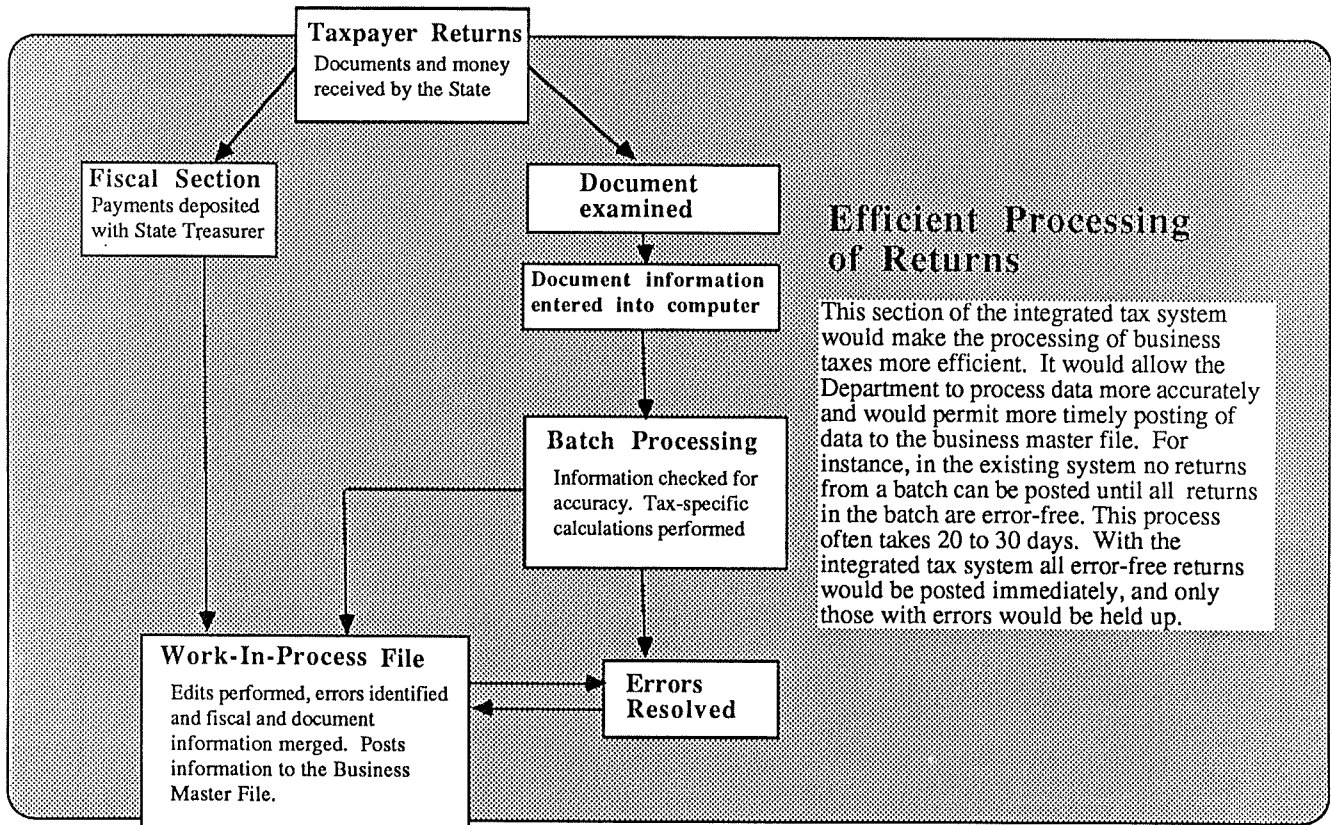 Taxpayer Returns
Documents and money
received by the State
Fiscal Section
Payments deposited
with State Treasurer
Document
examined
Document information
entered into computer
Batch Processing
Information checked for
accuracy. Tax-specific
calculations performed
Work-In-Process File
Edits performed, errors identified
and fiscal and document
information merged. Posts
information to the Business
Master File.
Errors
Resolved
Efficient Processing
of Returns
This section of the integrated tax system
would make the processing of business
taxes more efficient. It would allow the
Department to process data more accurately
and would permit more timely posting of
data to the business master file. For
instance, in the existing system no returns
from a batch can be posted until all returns
in the batch are error-free. This process
often takes 20 to 30 days. With the
integrated tax system all error-free returns
would be posted immediately, and only
those with errors would be held up.